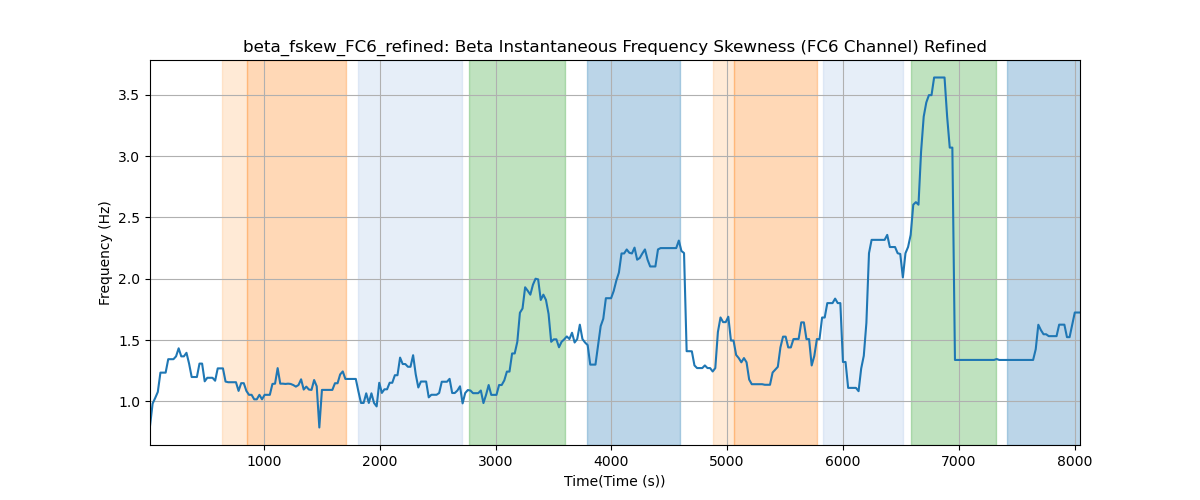 beta_fskew_FC6_refined: Beta Instantaneous Frequency Skewness (FC6 Channel) Refined
Frequency (Hz)
3.5
3.0
2.5
2.0
1.5
1.0
1000 2000 3000 4000 5000 6000 7000 8000
Time(Time (s))